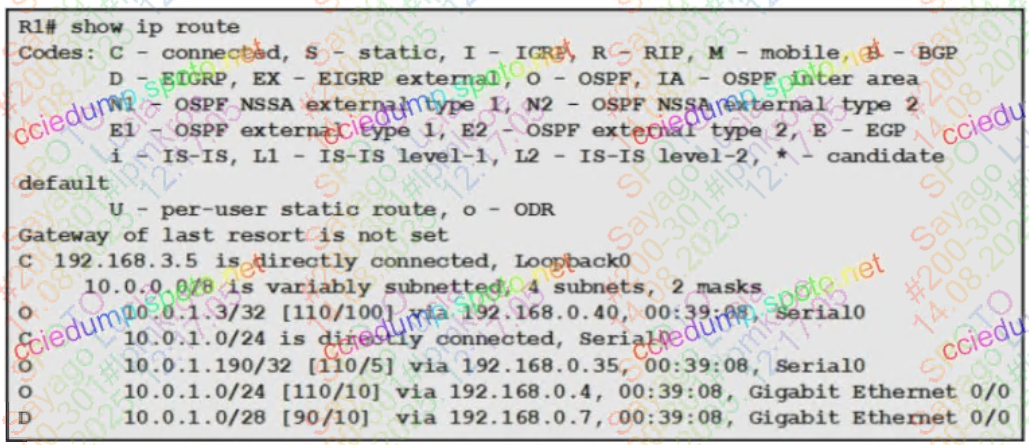 R1# show ip route
Codes: C - connected, S - static, I - IGRP, R - RIP, M - mobile, B - BGP
D - EIGRP, EX - EIGRP external, O - OSPF, IA - OSPF inter area
N1 - OSPF NSSA external type 1, N2 - OSPF NSSA external type 2
E1 - OSPF external type 1, E2 - OSPF external type 2, E - EGP
i - IS-IS, L1 - IS-IS level-1, L2 - IS-IS level-2, * - candidate
default
U - per-user static route, o - ODR
Gateway of last resort is not set
C 192.168.3.5 is directly connected, Loopback0
10.0.0.0/8 is variably subnetted, 4 subnets, 2 masks
O 10.0.1.3/32 [110/100] via 192.168.0.40, 00:39:08, Serial0
C 10.0.1.0/24 is directly connected, Serial0
O 10.0.1.190/32 [110/5] via 192.168.0.35, 00:39:08, Serial0
O 10.0.1.0/24 [110/10] via 192.168.0.4, 00:39:08, Gigabit Ethernet 0/0
D 10.0.1.0/28 [90/10] via 192.168.0.7, 00:39:08, Gigabit Ethernet 0/0